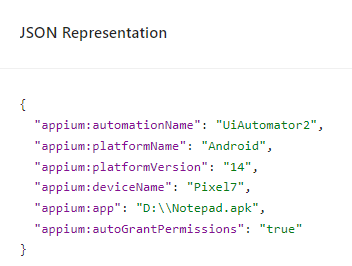 JSON Representation
{
"appium:automationName": "UiAutomator2",
"appium:platformName": "Android",
"appium:platformVersion": "14",
"appium:deviceName": "Pixel7",
"appium:app": "D:\\Notepad.apk",
"appium:autoGrantPermissions": "true"
}